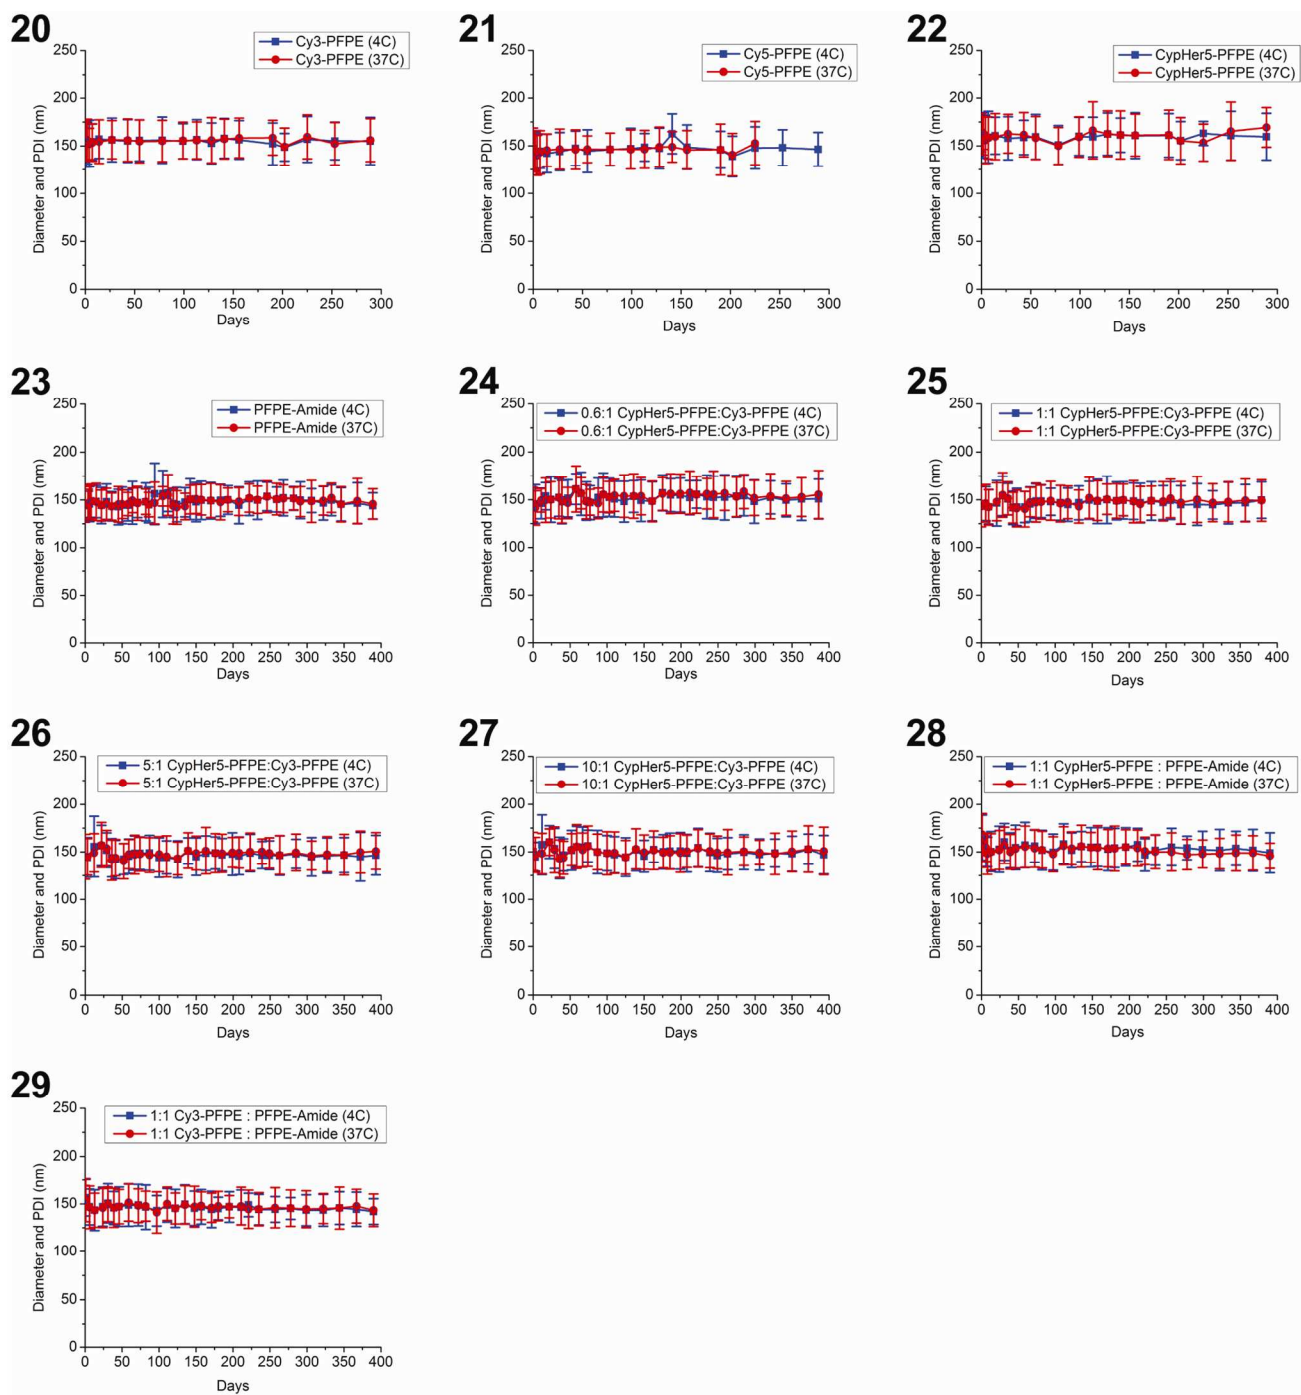 20
Cy3-PFPE (4C)
Cy3-PFPE (37C)
Diameter and PDI (nm)
250
200
150
100
50
0
0 50 100 150 200 250 300
Days
21
Cy5-PFPE (4C)
Cy5-PFPE (37C)
Diameter and PDI (nm)
250
200
150
100
50
0
0 50 100 150 200 250 300
Days
22
CypHer5-PFPE (4C)
CypHer5-PFPE (37C)
Diameter and PDI (nm)
250
200
150
100
50
0
0 50 100 150 200 250 300
Days
23
PFPE-Amide (4C)
PFPE-Amide (37C)
Diameter and PDI (nm)
250
200
150
100
50
0
0 50 100 150 200 250 300 350 400
Days
24
0.6:1 CypHer5-PFPE:Cy3-PFPE (4C)
0.6:1 CypHer5-PFPE:Cy3-PFPE (37C)
Diameter and PDI (nm)
250
200
150
100
50
0
0 50 100 150 200 250 300 350 400
Days
25
1:1 CypHer5-PFPE:Cy3-PFPE (4C)
1:1 CypHer5-PFPE:Cy3-PFPE (37C)
Diameter and PDI (nm)
250
200
150
100
50
0
0 50 100 150 200 250 300 350 400
Days
26
5:1 CypHer5-PFPE:Cy3-PFPE (4C)
5:1 CypHer5-PFPE:Cy3-PFPE (37C)
Diameter and PDI (nm)
250
200
150
100
50
0
0 50 100 150 200 250 300 350 400
Days
27
10:1 CypHer5-PFPE:Cy3-PFPE (4C)
10:1 CypHer5-PFPE:Cy3-PFPE (37C)
Diameter and PDI (nm)
250
200
150
100
50
0
0 50 100 150 200 250 300 350 400
Days
28
1:1 CypHer5-PFPE : PFPE-Amide (4C)
1:1 CypHer5-PFPE : PFPE-Amide (37C)
Diameter and PDI (nm)
250
200
150
100
50
0
0 50 100 150 200 250 300 350 400
Days
29
1:1 Cy3-PFPE : PFPE-Amide (4C)
1:1 Cy3-PFPE : PFPE-Amide (37C)
Diameter and PDI (nm)
250
200
150
100
50
0
0 50 100 150 200 250 300 350 400
Days